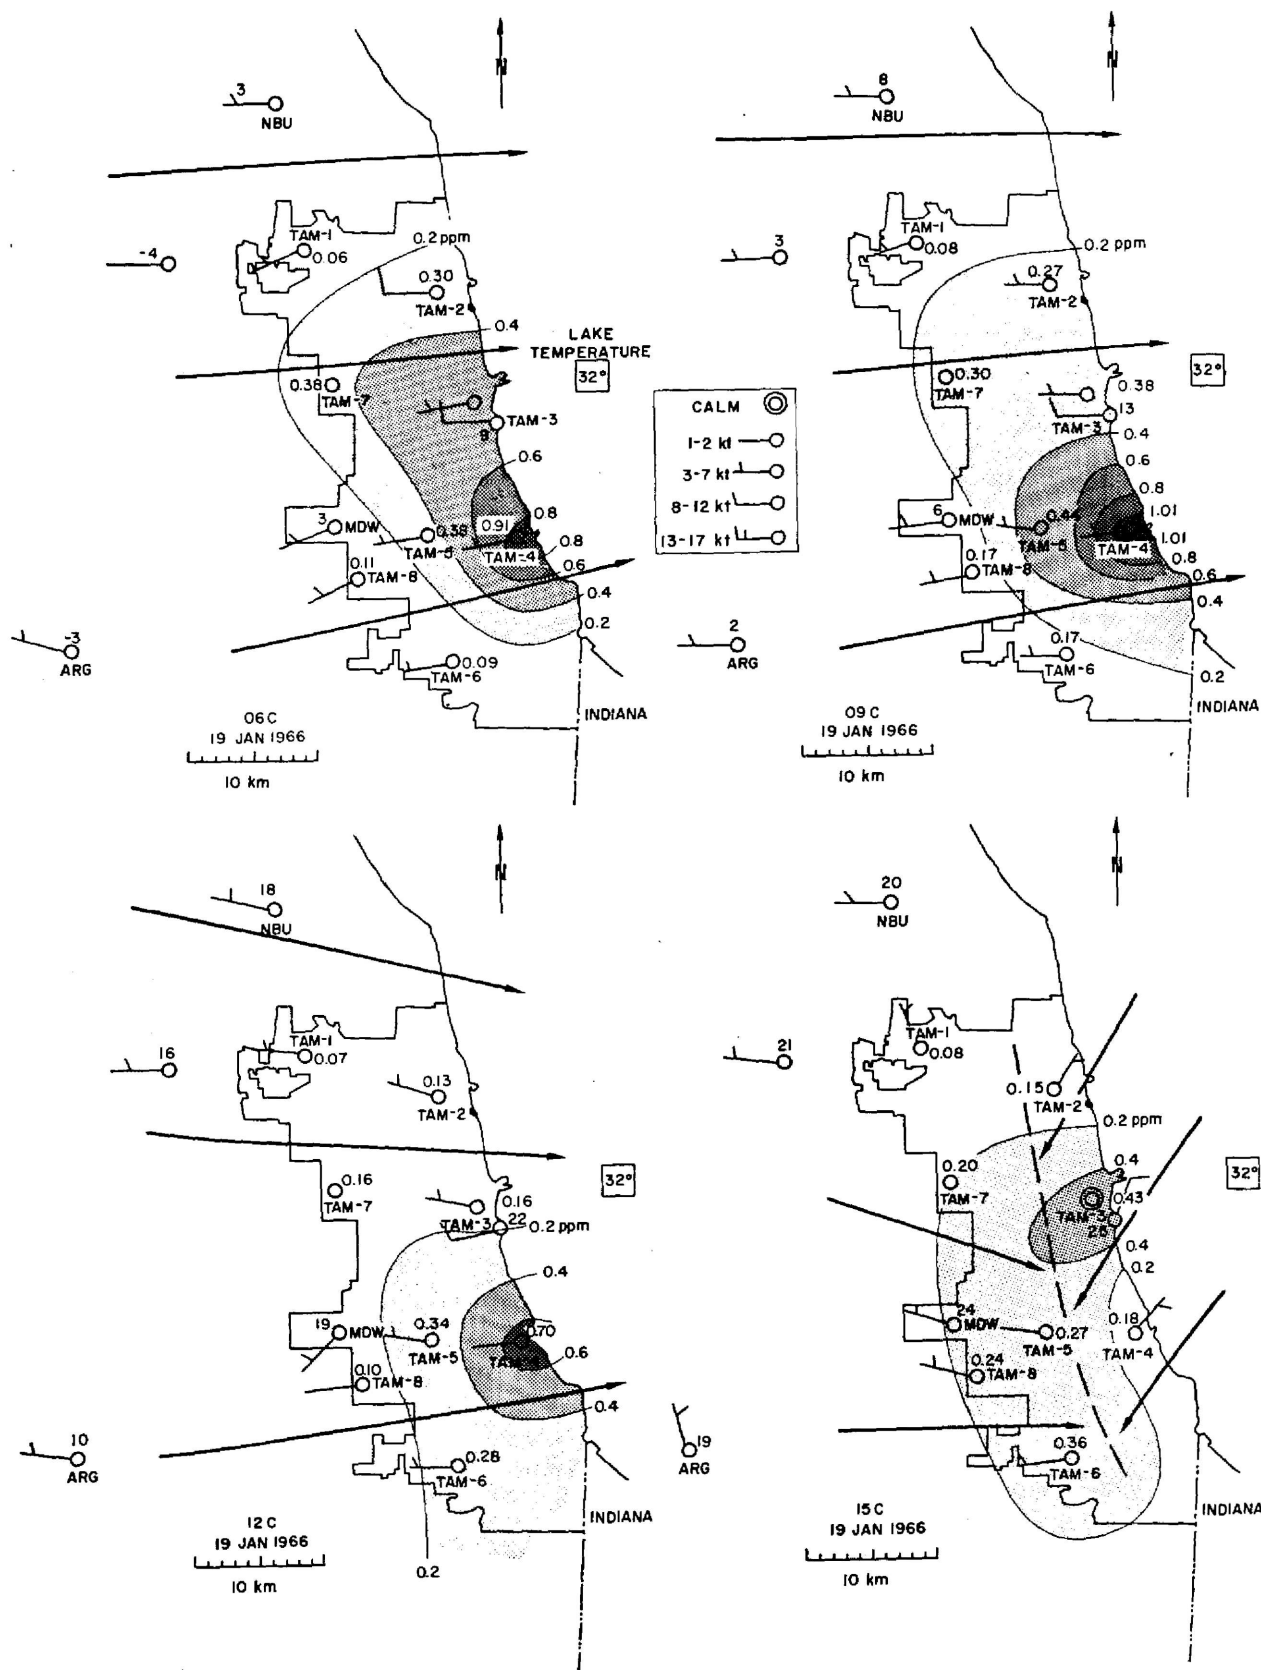 N
3
NBU
-4
TAM-1
0.06
0.2 ppm
0.30
TAM-2
0.4
LAKE
TEMPERATURE
32°
0.38
TAM-7
TAM-3
9
0.6
3
MDW
0.38
TAM-5
0.91
TAM-4
0.8
0.8
0.6
0.4
0.2
0.11
TAM-8
-3
ARG
0.09
TAM-6
INDIANA
06C
19 JAN 1966
10 km
CALM
1-2 kt
3-7 kt
8-12 kt
13-17 kt
N
8
NBU
3
TAM-1
0.08
0.2 ppm
0.27
TAM-2
32°
0.30
TAM-7
0.38
13
TAM-3
0.4
0.6
0.8
1.01
1.01
0.8
0.6
0.4
0.2
6
MDW
0.44
TAM-5
TAM-4
0.17
TAM-8
2
ARG
0.17
TAM-6
INDIANA
09C
19 JAN 1966
10 km
N
18
NBU
16
TAM-1
0.07
0.13
TAM-2
32°
0.16
TAM-7
0.16
TAM-3
22
0.2 ppm
0.4
19
MDW
0.34
TAM-5
0.70
0.6
0.4
0.10
TAM-8
10
ARG
0.28
TAM-6
INDIANA
12C
19 JAN 1966
10 km
0.2
N
20
NBU
21
TAM-1
0.08
0.15
TAM-2
0.2 ppm
0.4
32°
0.20
TAM-7
0.43
TAM-3
0.4
0.2
24
MDW
0.27
TAM-5
0.18
TAM-4
0.24
TAM-8
19
ARG
0.36
TAM-6
INDIANA
15C
19 JAN 1966
10 km